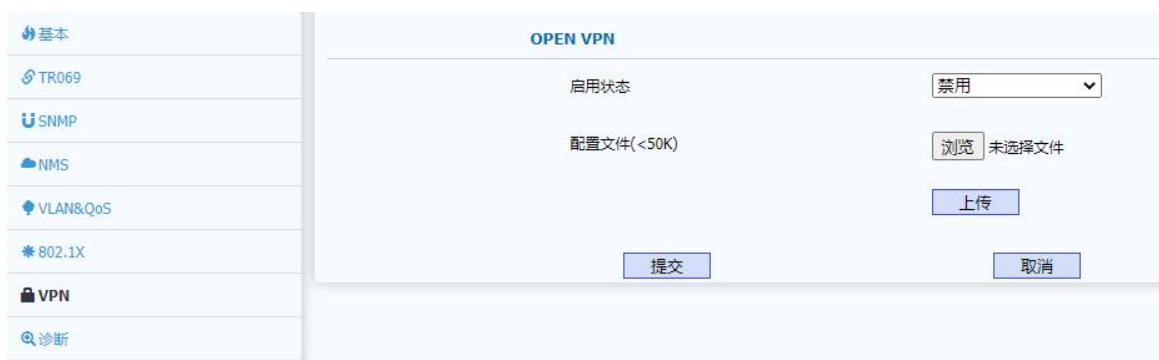 基本
TR069
SNMP
NMS
VLAN&QoS
802.1X
VPN
诊断
OPEN VPN
启用状态 禁用
配置文件(<50K) 浏览 未选择文件
上传
提交 取消